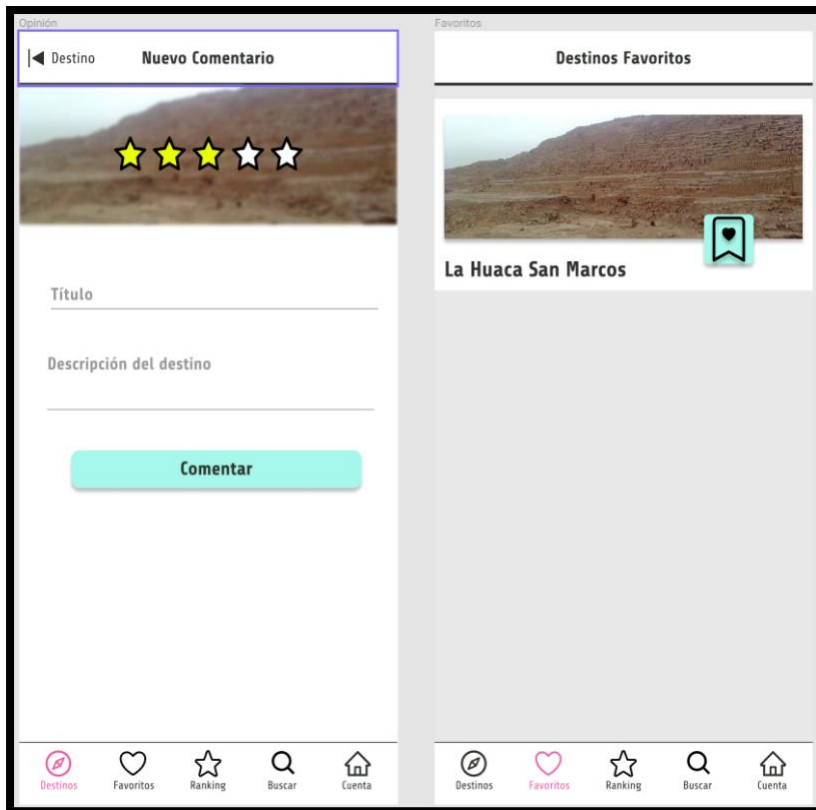 Opinión
Destino Nuevo Comentario
Título
Descripción del destino
Comentar
Destinos Favoritos Ranking Buscar Cuenta
Favoritos
Destinos Favoritos
La Huaca San Marcos
Destinos Favoritos Ranking Buscar Cuenta